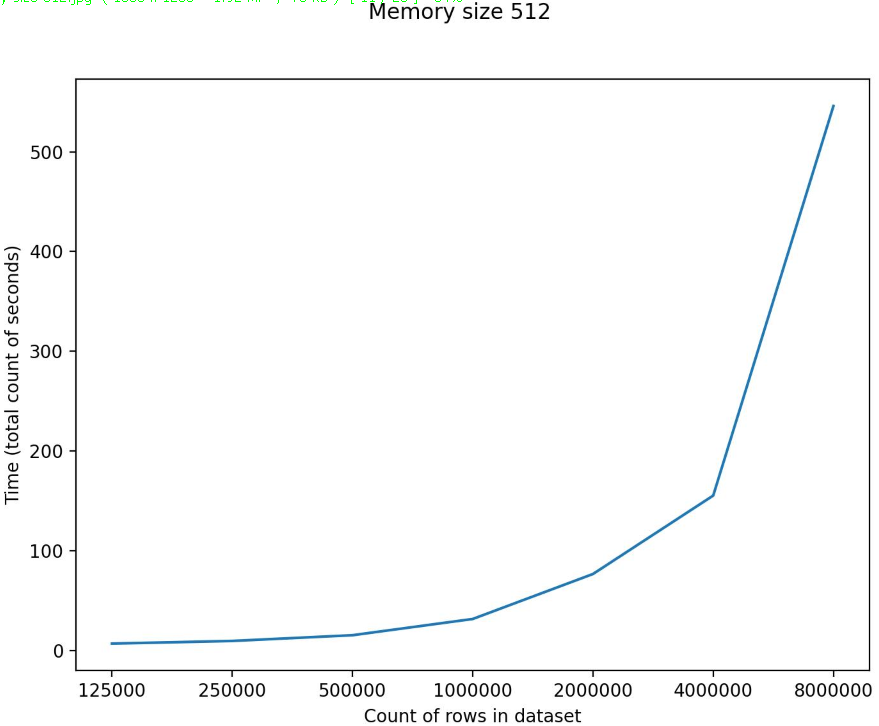 Memory size 512
Time (total count of seconds)
500
400
300
200
100
0
125000 250000 500000 1000000 2000000 4000000 8000000
Count of rows in dataset